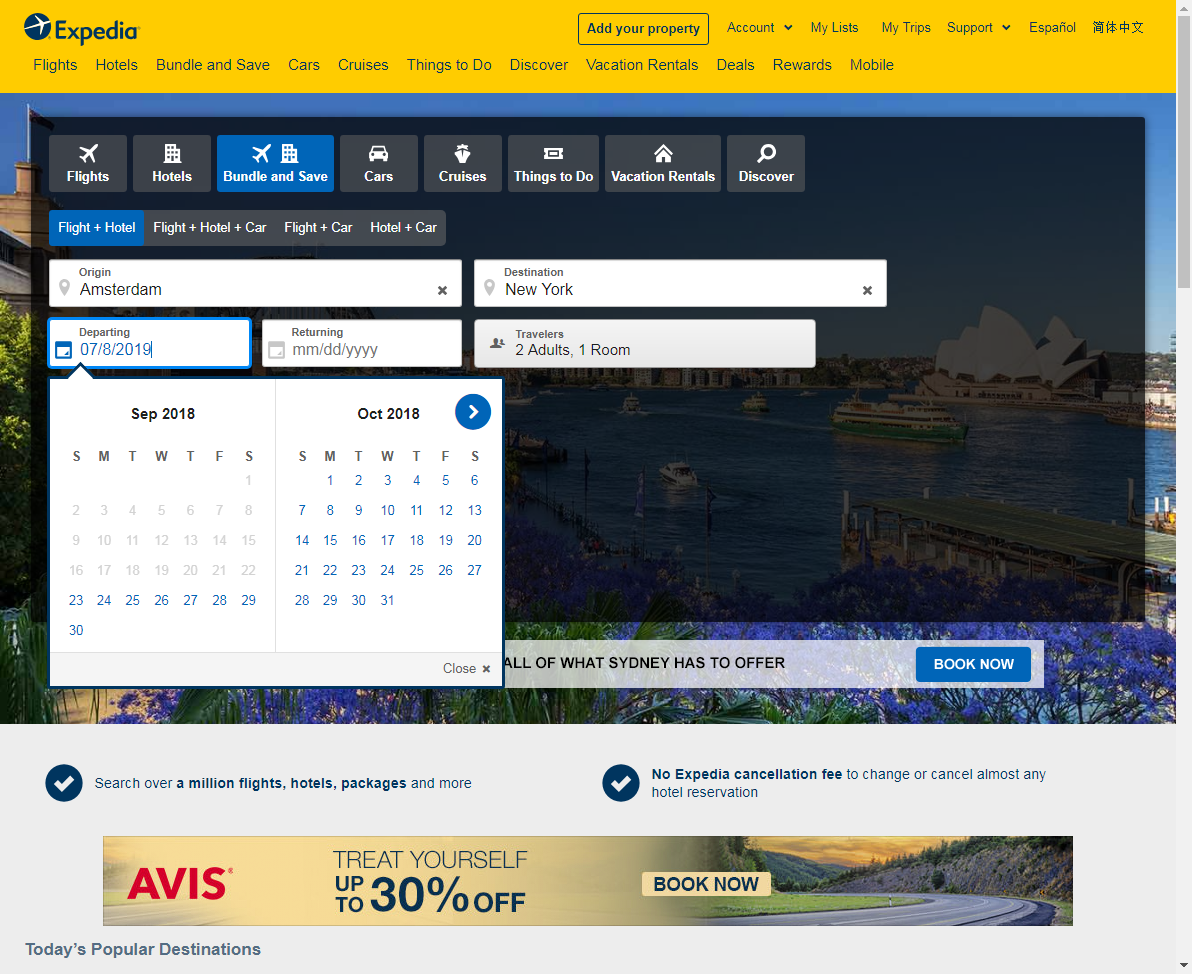 Expedia
Add your property
Account
My Lists
My Trips
Support
Español
简体中文
Flights
Hotels
Bundle and Save
Cars
Cruises
Things to Do
Discover
Vacation Rentals
Deals
Rewards
Mobile
Flights
Hotels
Bundle and Save
Cars
Cruises
Things to Do
Vacation Rentals
Discover
Flight + Hotel
Flight + Hotel + Car
Flight + Car
Hotel + Car
Origin
Amsterdam
Destination
New York
Departing
07/8/2019
Returning
mm/dd/yyyy
Travelers
2 Adults, 1 Room
Sep 2018
S M T W T F S
1
2 3 4 5 6 7 8
9 10 11 12 13 14 15
16 17 18 19 20 21 22
23 24 25 26 27 28 29
30
Oct 2018
S M T W T F S
1 2 3 4 5 6
7 8 9 10 11 12 13
14 15 16 17 18 19 20
21 22 23 24 25 26 27
28 29 30 31
Close
ALL OF WHAT SYDNEY HAS TO OFFER
BOOK NOW
Search over a million flights, hotels, packages and more
No Expedia cancellation fee to change or cancel almost any
hotel reservation
AVIS®
TREAT YOURSELF
UP TO 30% OFF
BOOK NOW
Today’s Popular Destinations